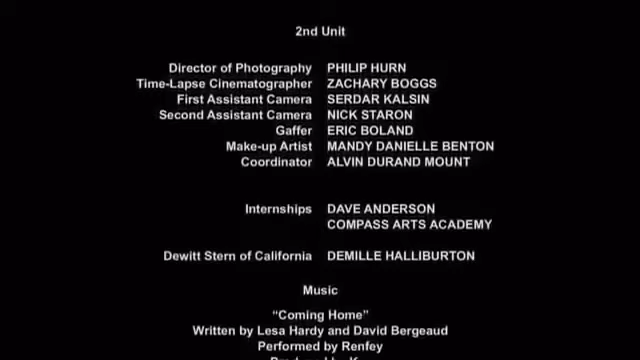 2nd Unit
Director of Photography PHILIP HURN
Time-Lapse Cinematographer ZACHARY BOGGS
First Assistant Camera SERDAR KALSIN
Second Assistant Camera NICK STARON
Gaffer ERIC BOLAND
Make-up Artist MANDY DANIELLE BENTON
Coordinator ALVIN DURAND MOUNT
Internships DAVE ANDERSON
COMPASS ARTS ACADEMY
Dewitt Stern of California DEMILLE HALLIBURTON
Music
“Coming Home”
Written by Lesa Hardy and David Bergeaud
Performed by Renfey